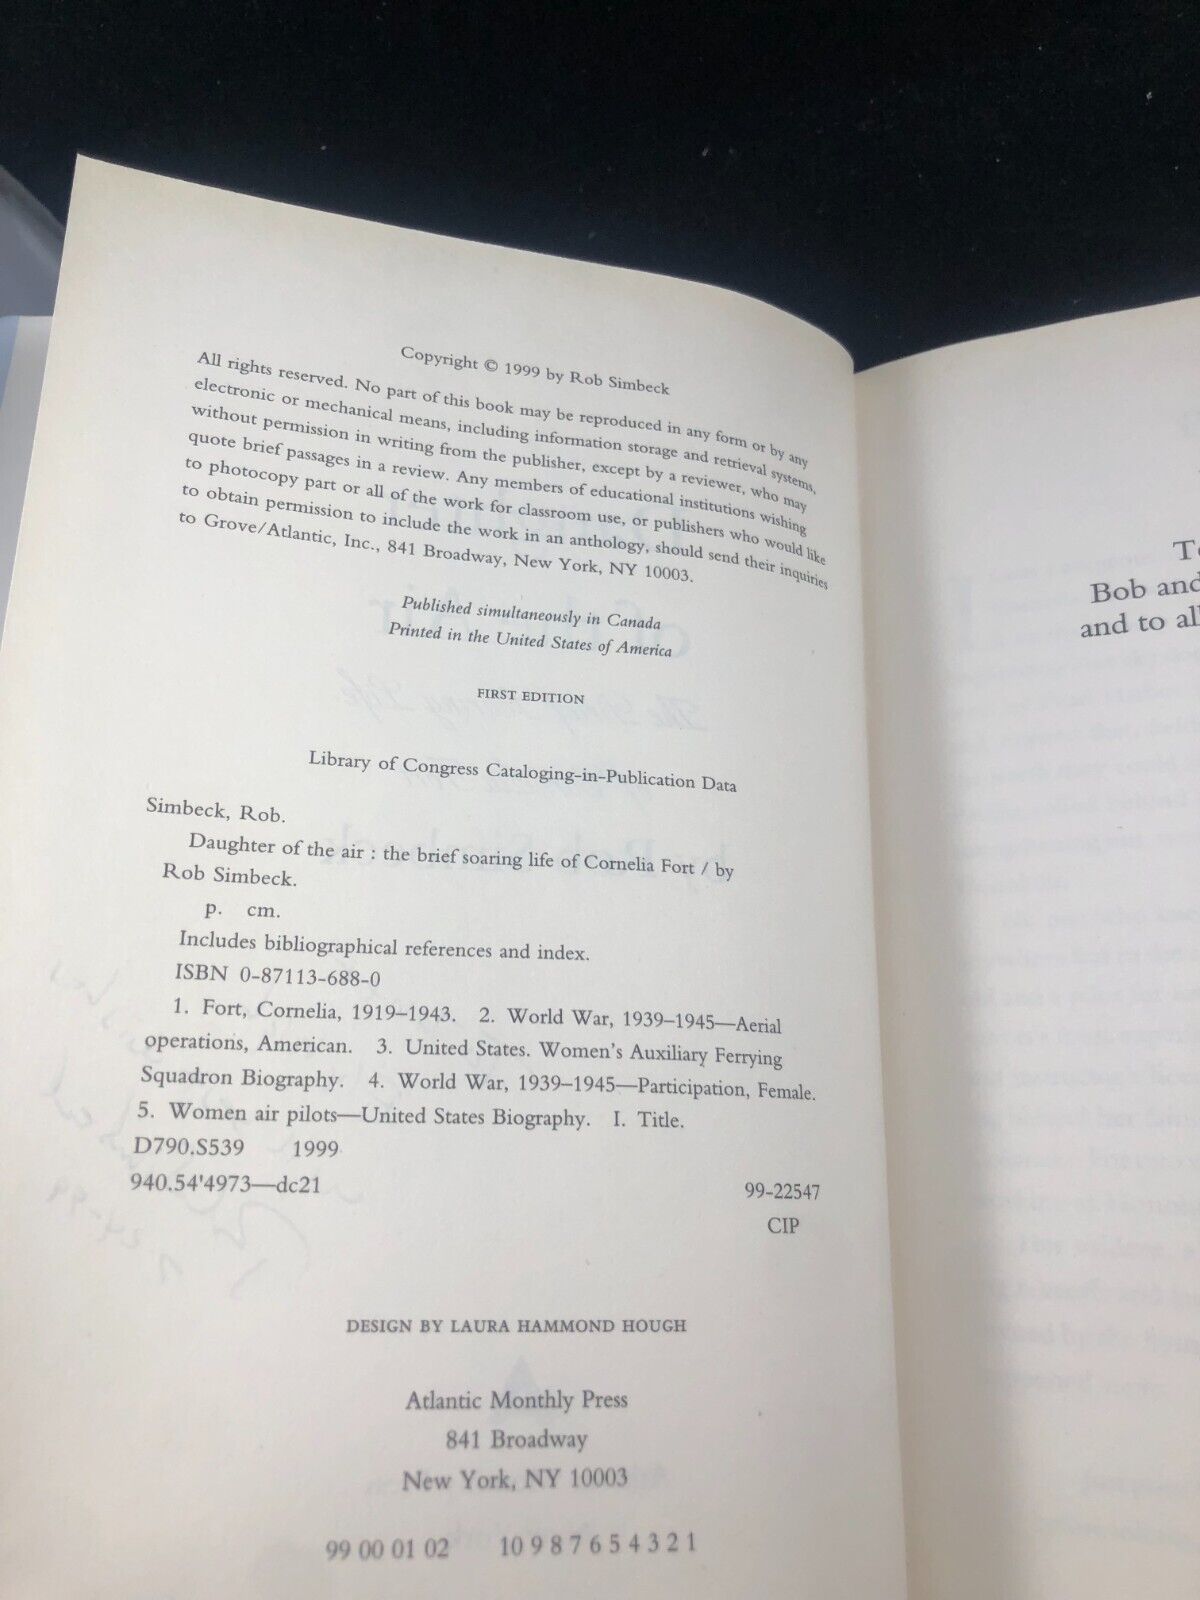 Copyright © 1999 by Rob Simbeck
All rights reserved. No part of this book may be reproduced in any form or by any
electronic or mechanical means, including information storage and retrieval systems,
without permission in writing from the publisher, except by a reviewer, who may
quote brief passages in a review. Any members of educational institutions wishing
to photocopy part or all of the work for classroom use, or publishers who would like
to obtain permission to include the work in an anthology, should send their inquiries
to Grove/Atlantic, Inc., 841 Broadway, New York, NY 10003.
Published simultaneously in Canada
Printed in the United States of America
FIRST EDITION
Library of Congress Cataloging-in-Publication Data
Simbeck, Rob.
Daughter of the air : the brief soaring life of Cornelia Fort / by
Rob Simbeck.
p. cm.
Includes bibliographical references and index.
ISBN 0-87113-688-0
1. Fort, Cornelia, 1919–1943. 2. World War, 1939–1945—Aerial
operations, American. 3. United States. Women's Auxiliary Ferrying
Squadron Biography. 4. World War, 1939–1945—Participation, Female.
5. Women air pilots—United States Biography. I. Title.
D790.S539 1999
940.54'4973—dc21
99-22547
CIP
DESIGN BY LAURA HAMMOND HOUGH
Atlantic Monthly Press
841 Broadway
New York, NY 10003
99 00 01 02 10 9 8 7 6 5 4 3 2 1
Bob and
and to al